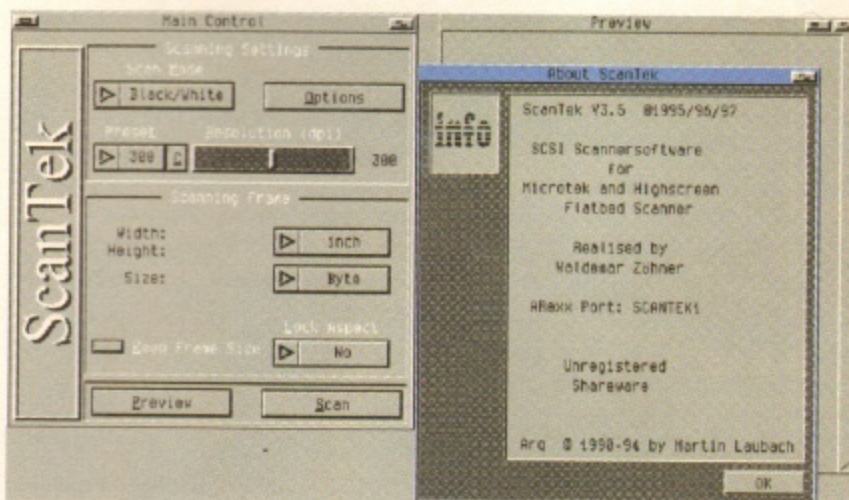 Main Control
ScanTek
Scanning Settings
Scan Mode
Black/White
Options
Preset
Resolution (dpi)
300
C
300
Scanning Frame
Width:
inch
Height:
Size:
Byte
Lock Aspect
Keep Frame Size
No
Preview
Scan
Preview
About ScanTek
info
ScanTek V3.5 ©1995/96/97
SCSI Scannersoftware
for
Microtek and Highscreen
Flatbed Scanner
Realised by
Waldemar Zöhner
ARexx Port: SCANTEK1
Unregistered
Shareware
Arq © 1990-94 by Martin Laubach
OK